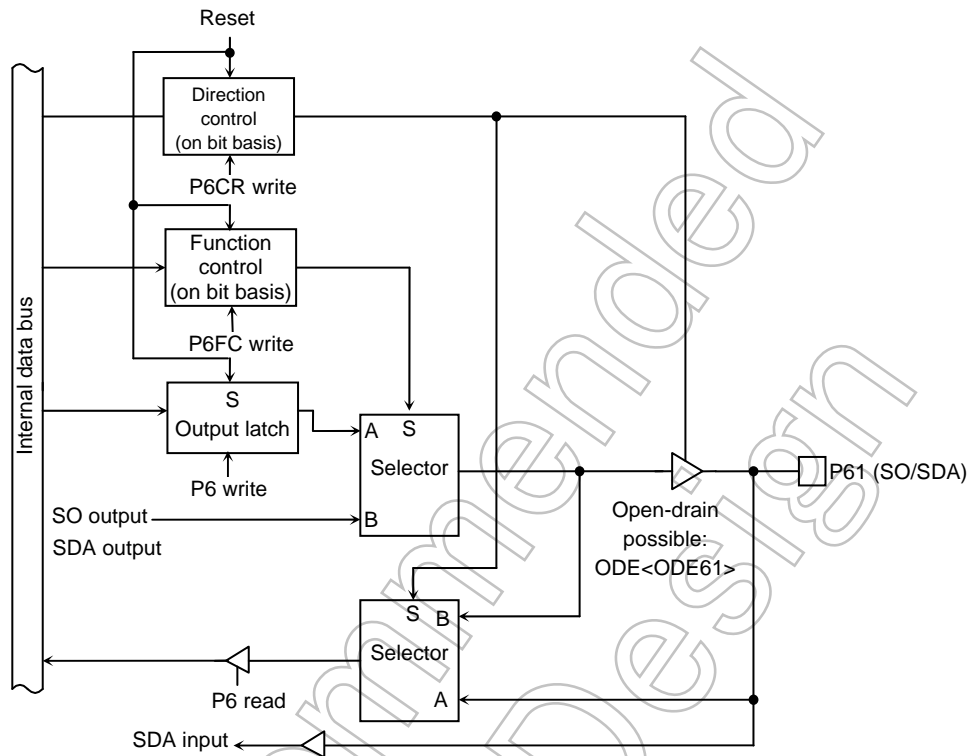 Reset
Direction
control
(on bit basis)
P6CR write
Function
control
(on bit basis)
Internal data bus
P6FC write
S
Output latch
A
S
Selector
P61 (SO/SDA)
P6 write
SO output
B
SDA output
Open-drain
possible:
ODE<ODE61>
S
B
Selector
A
P6 read
SDA input
ommended
Design